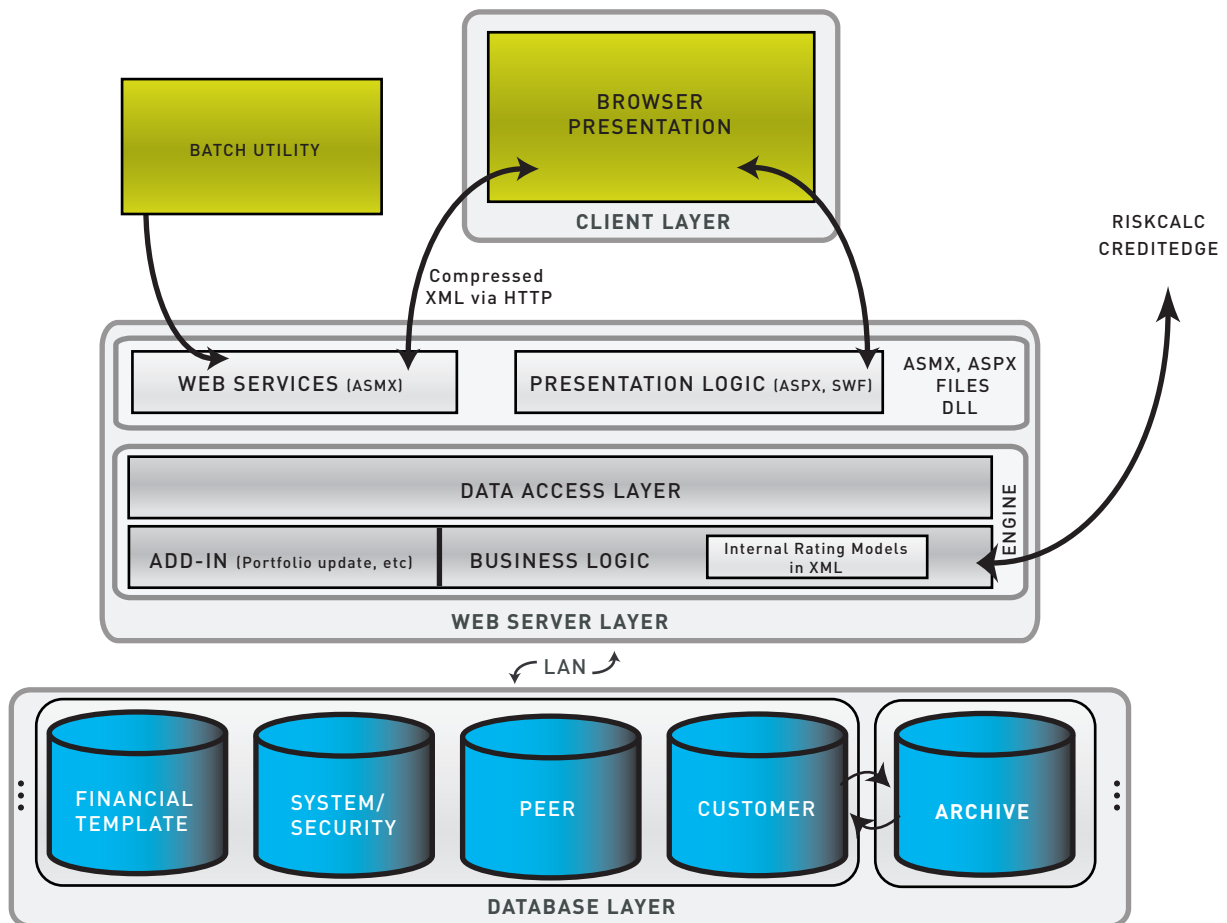 BROWSER
PRESENTATION
BATCH UTILITY
CLIENT LAYER
RISKCALC
CREDITEDGE
Compressed
XML via HTTP
WEB SERVICES (ASMX)
PRESENTATION LOGIC (ASPX, SWF)
ASMX, ASPX
FILES
DLL
DATA ACCESS LAYER
ENGINE
ADD-IN (Portfolio update, etc)
BUSINESS LOGIC
Internal Rating Models
in XML
WEB SERVER LAYER
LAN
FINANCIAL
TEMPLATE
SYSTEM/
SECURITY
PEER
CUSTOMER
ARCHIVE
DATABASE LAYER